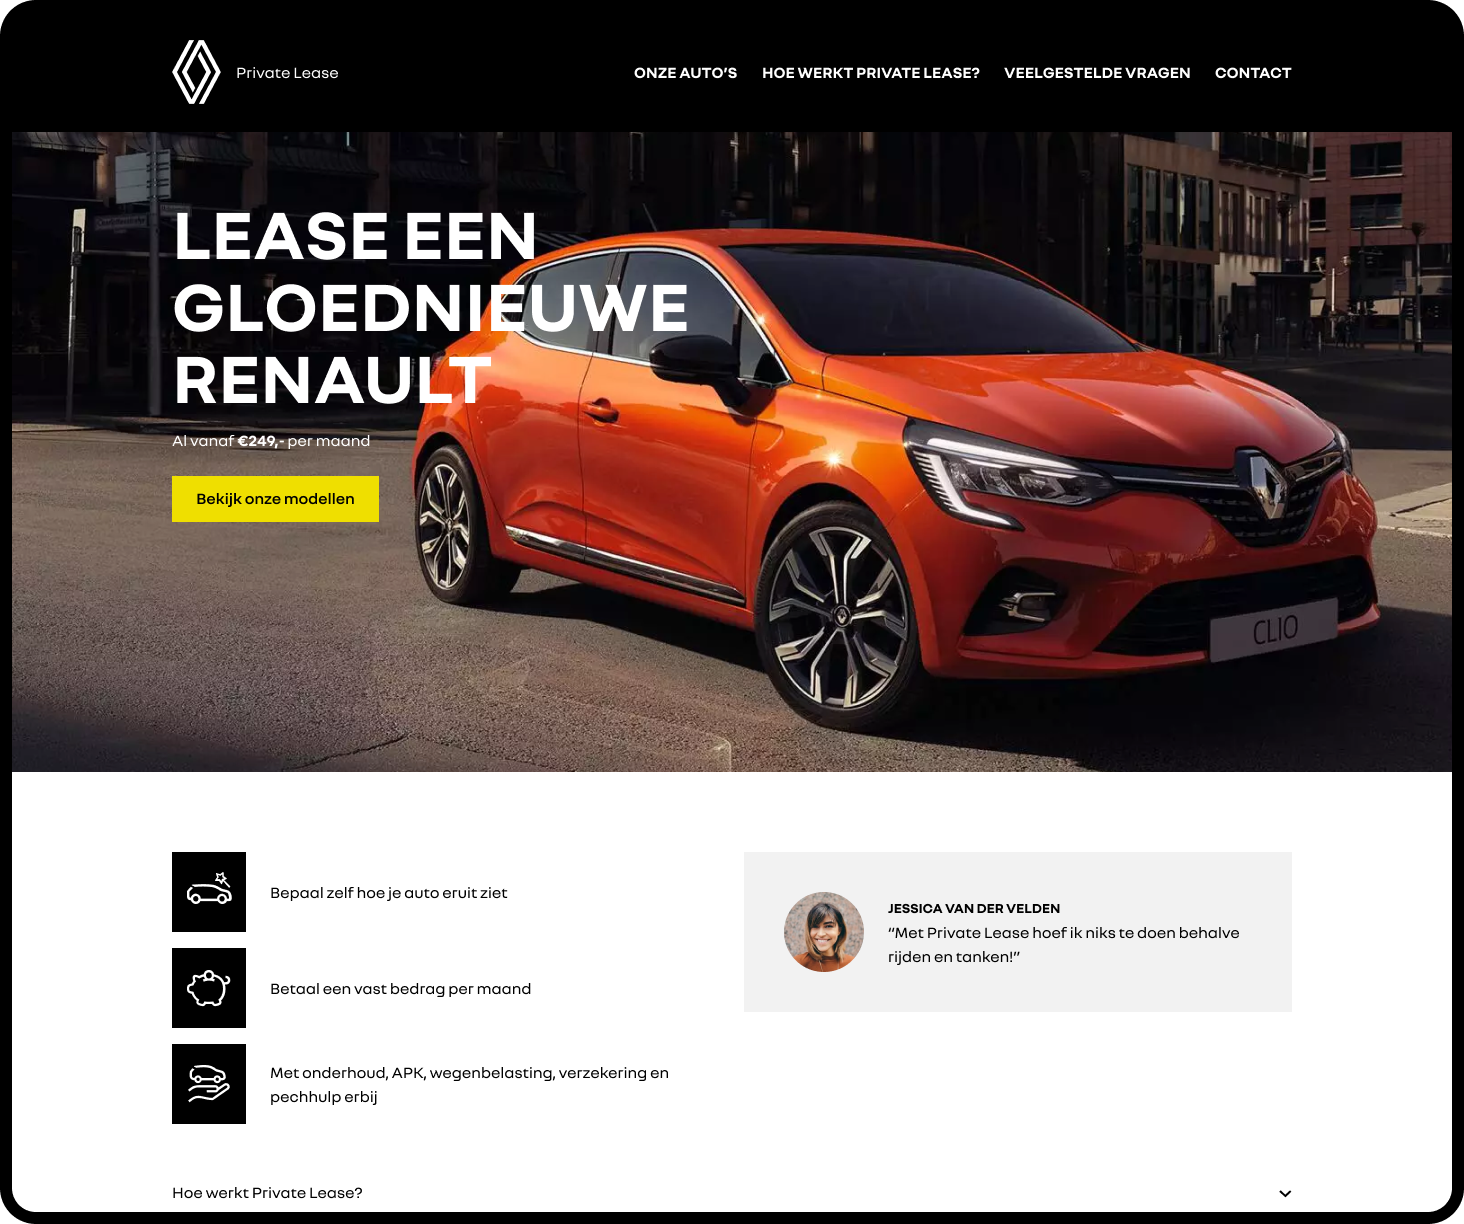 Private Lease
ONZE AUTO’S
HOE WERKT PRIVATE LEASE?
VEELGESTELDE VRAGEN
CONTACT
LEASE EEN
GLOEDNIEUWE
RENAULT
Al vanaf €249,- per maand
Bekijk onze modellen
CLIO
Bepaal zelf hoe je auto eruit ziet
Betaal een vast bedrag per maand
Met onderhoud, APK, wegenbelasting, verzekering en
pechhulp erbij
JESSICA VAN DER VELDEN
“Met Private Lease hoef ik niks te doen behalve
rijden en tanken!”
Hoe werkt Private Lease?